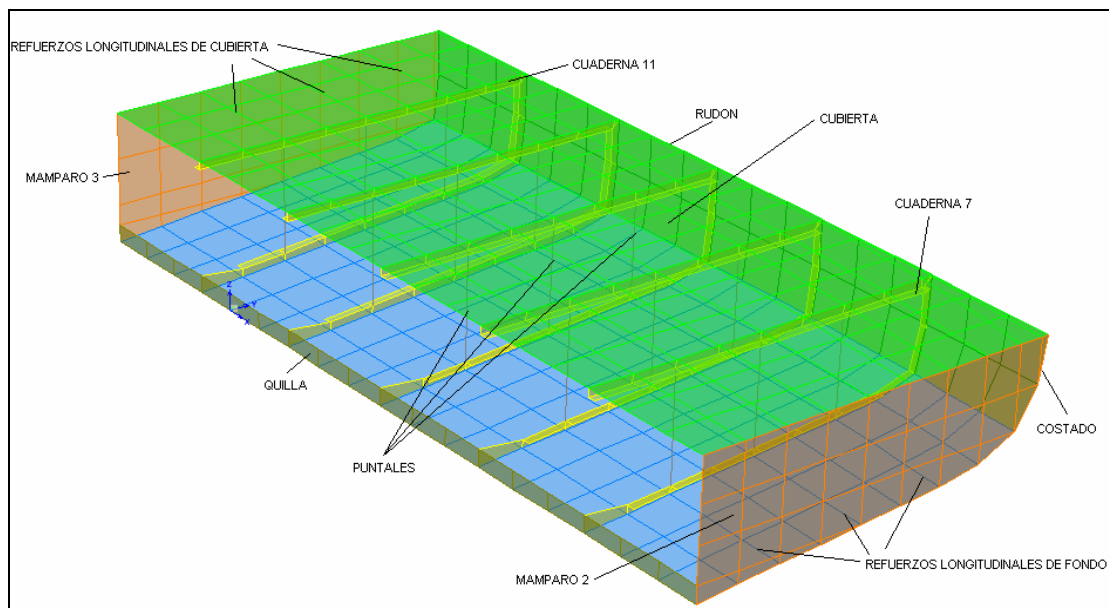 REFUERZOS LONGITUDINALES DE CUBIERTA
CUADERNA 11
RUDON
CUBIERTA
MAMPARO 3
CUADERNA 7
Z
Y
X
QUILLA
PUNTALES
COSTADO
MAMPARO 2
REFUERZOS LONGITUDINALES DE FONDO